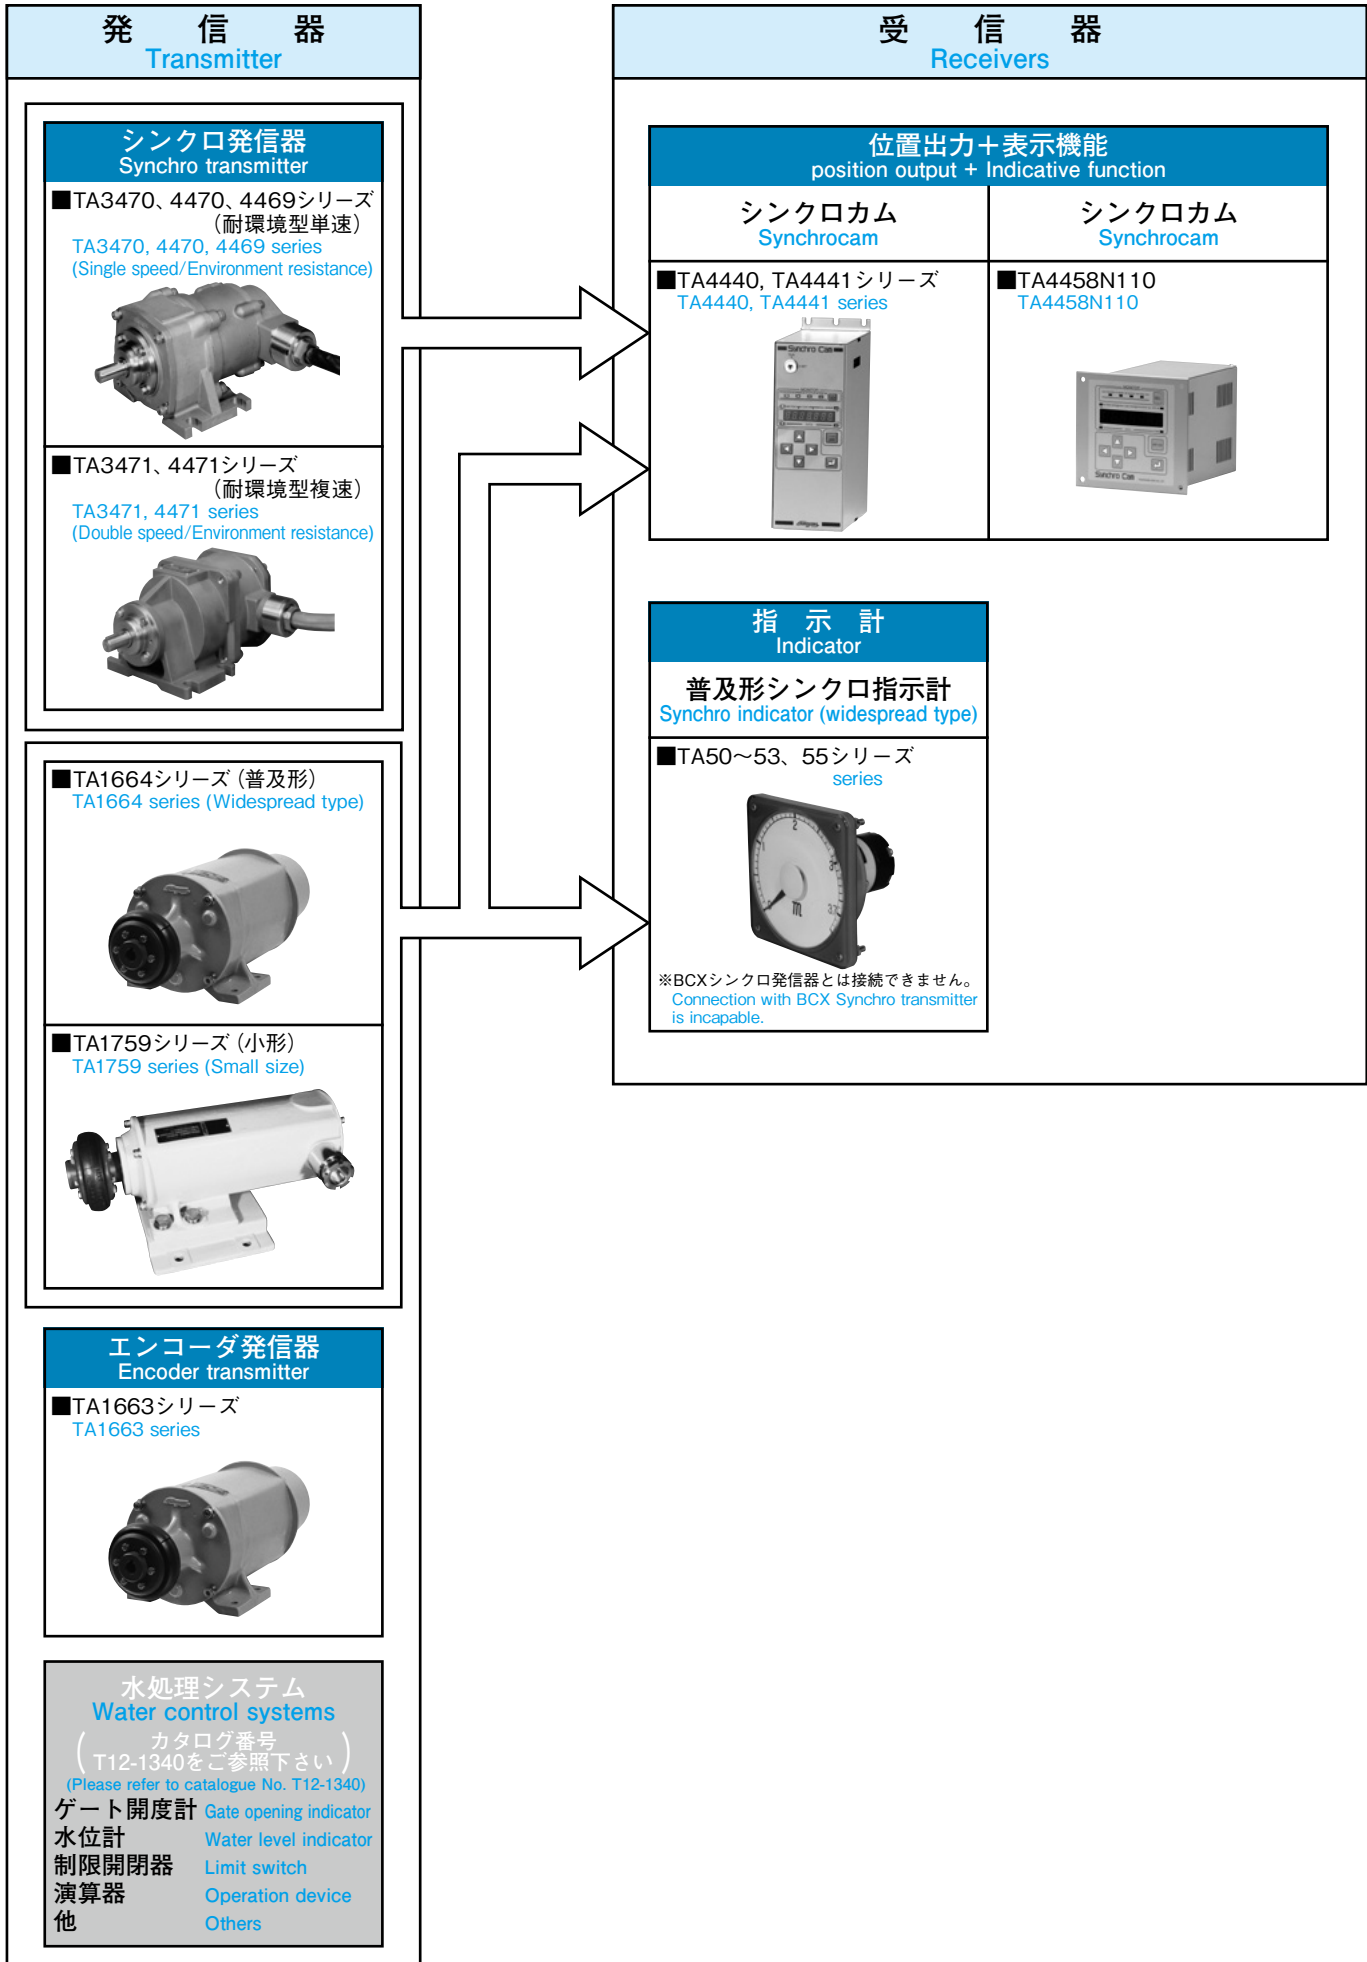 発信器
Transmitter
シンクロ発信器
Synchro transmitter
■TA3470、4470、4469シリーズ
（耐環境型単速）
TA3470, 4470, 4469 series
(Single speed/Environment resistance)
■TA3471、4471シリーズ
（耐環境型複速）
TA3471, 4471 series
(Double speed/Environment resistance)
■TA1664シリーズ（普及形）
TA1664 series (Widespread type)
■TA1759シリーズ（小形）
TA1759 series (Small size)
エンコーダ発信器
Encoder transmitter
■TA1663シリーズ
TA1663 series
水処理システム
Water control systems
（カタログ番号
T12-1340をご参照下さい）
(Please refer to catalogue No. T12-1340)
ゲート開度計 Gate opening indicator
水位計 Water level indicator
制限開閉器 Limit switch
演算器 Operation device
他 Others
受信器
Receivers
位置出力＋表示機能
position output + Indicative function
シンクロカム
Synchrocam
■TA4440, TA4441シリーズ
TA4440, TA4441 series
Synchro Cam
シンクロカム
Synchrocam
■TA4458N110
TA4458N110
Synchro Cam
指示計
Indicator
普及形シンクロ指示計
Synchro indicator (widespread type)
■TA50～53、55シリーズ
series
2
m
※BCXシンクロ発信器とは接続できません。
Connection with BCX Synchro transmitter
is incapable.